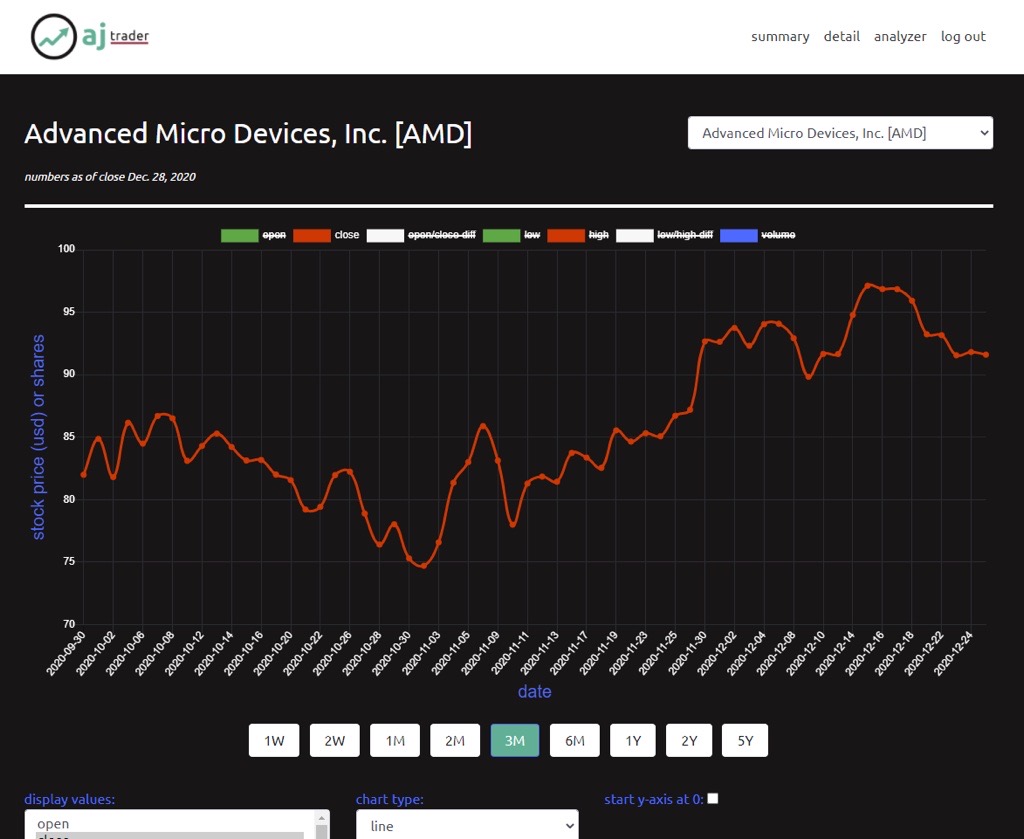 aj trader
summary detail analyzer log out
Advanced Micro Devices, Inc. [AMD]
Advanced Micro Devices, Inc. [AMD]
numbers as of close Dec. 28, 2020
open close open/close diff low high low/high diff volume
100
95
90
85
80
75
70
stock price (usd) or shares
2020-09-30 2020-10-02 2020-10-06 2020-10-08 2020-10-12 2020-10-14 2020-10-16 2020-10-20 2020-10-22 2020-10-26 2020-10-28 2020-10-30 2020-11-03 2020-11-05 2020-11-09 2020-11-11 2020-11-13 2020-11-17 2020-11-19 2020-11-23 2020-11-25 2020-11-30 2020-12-02 2020-12-04 2020-12-08 2020-12-10 2020-12-14 2020-12-16 2020-12-18 2020-12-22 2020-12-24
date
1W 2W 1M 2M 3M 6M 1Y 2Y 5Y
display values: chart type: start y-axis at 0:
open
close
line